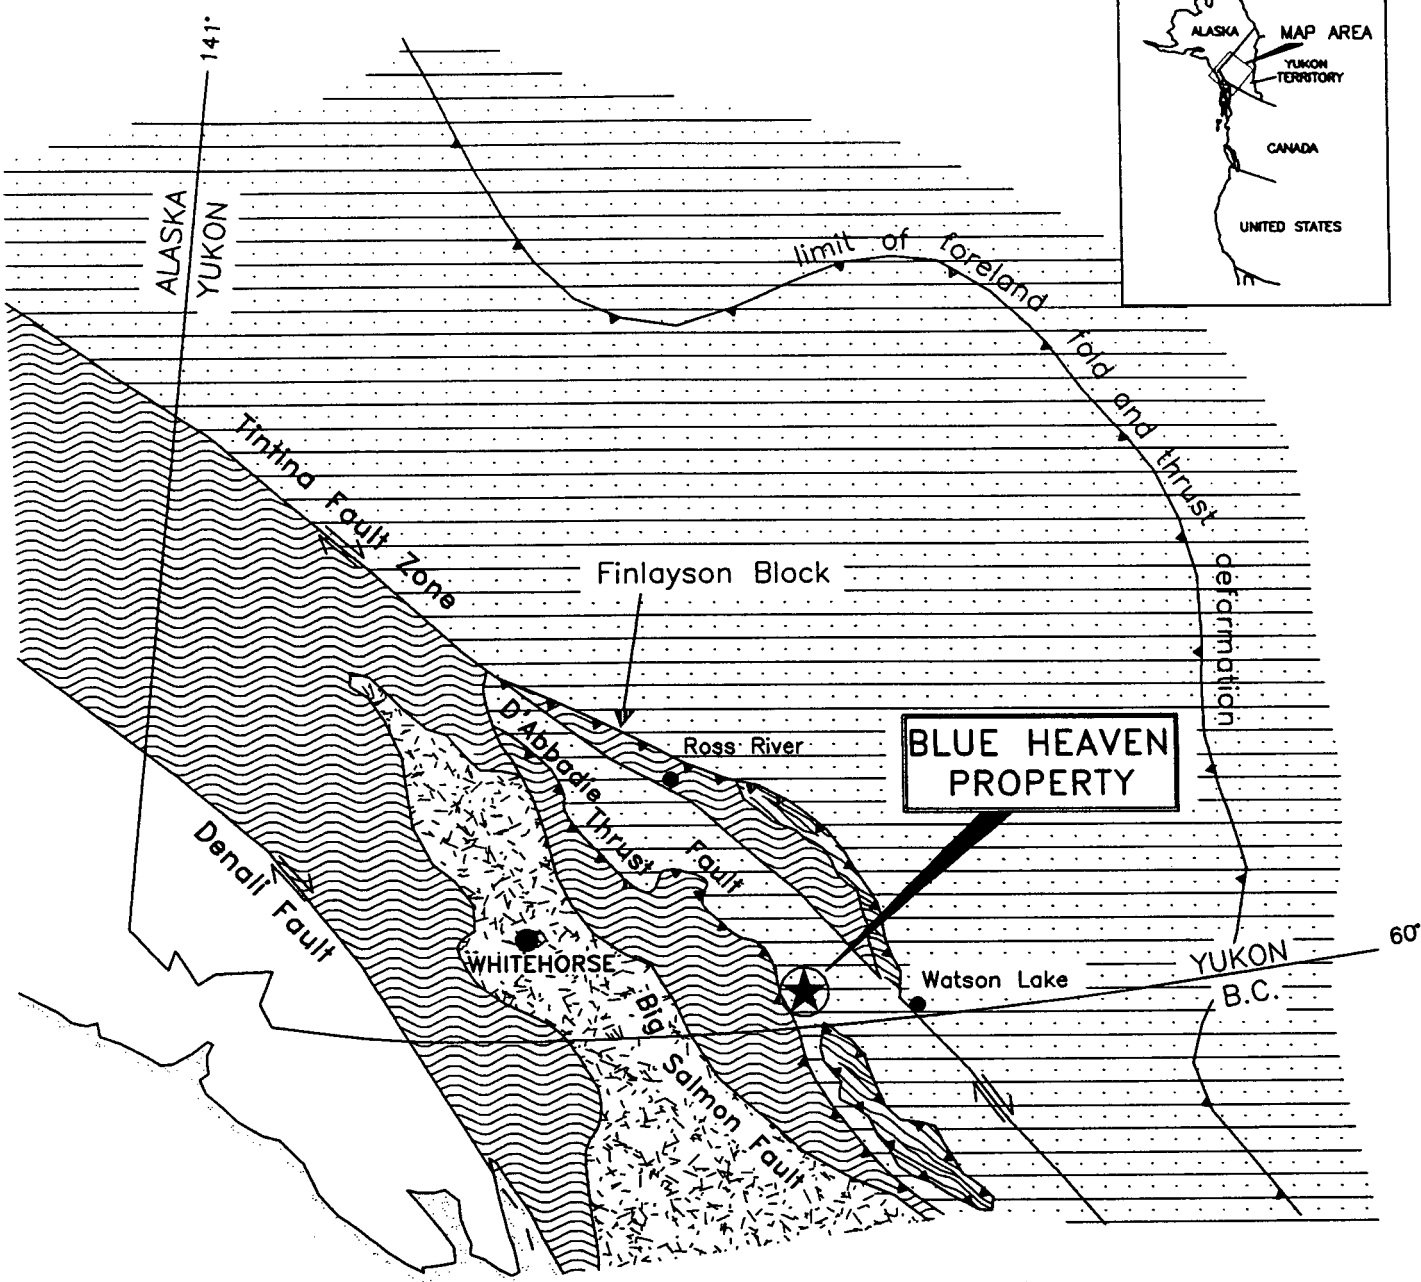 141°
ALASKA
YUKON
ALASKA
MAP AREA
YUKON
TERRITORY
CANADA
UNITED STATES
limit of foreland fold and thrust deformation
Tintina Fault Zone
Finlayson Block
D'Abbadie Thrust
Fault
Ross River
BLUE HEAVEN
PROPERTY
Denali Fault
WHITEHORSE
Big Salmon Fault
Watson Lake
YUKON
B.C.
60°